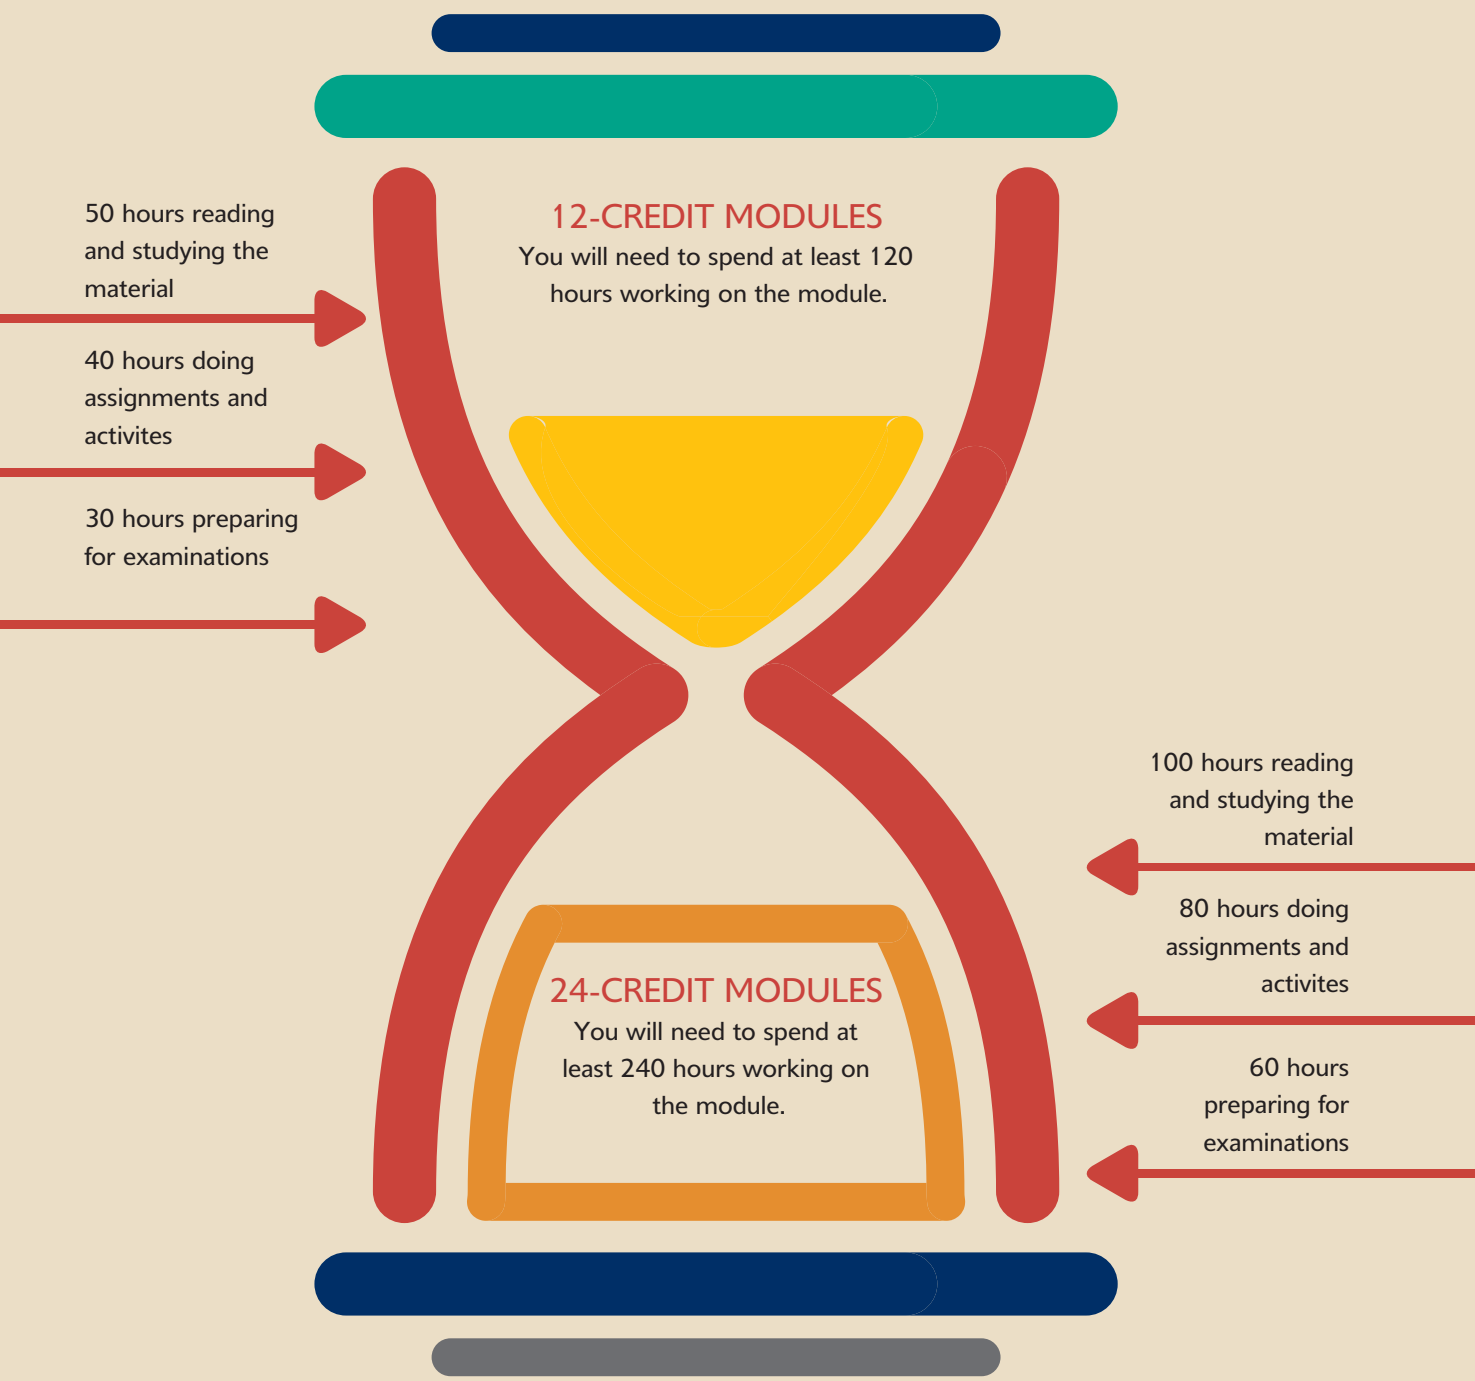 12-CREDIT MODULES
You will need to spend at least 120
hours working on the module.
50 hours reading
and studying the
material
40 hours doing
assignments and
activites
30 hours preparing
for examinations
100 hours reading
and studying the
material
80 hours doing
assignments and
activites
60 hours
preparing for
examinations
24-CREDIT MODULES
You will need to spend at
least 240 hours working on
the module.